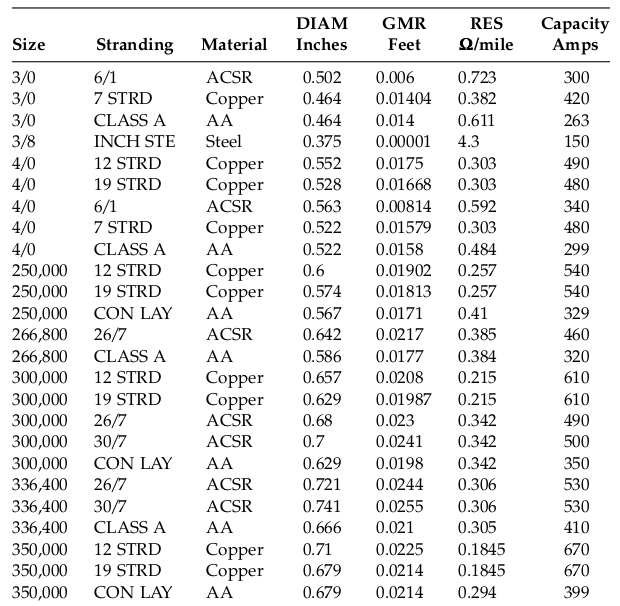 DIAM GMR RES Capacity
Size Stranding Material Inches Feet Ω/mile Amps
3/0 6/1 ACSR 0.502 0.006 0.723 300
3/0 7 STRD Copper 0.464 0.01404 0.382 420
3/0 CLASS A AA 0.464 0.014 0.611 263
3/8 INCH STE Steel 0.375 0.00001 4.3 150
4/0 12 STRD Copper 0.552 0.0175 0.303 490
4/0 19 STRD Copper 0.528 0.01668 0.303 480
4/0 6/1 ACSR 0.563 0.00814 0.592 340
4/0 7 STRD Copper 0.522 0.01579 0.303 480
4/0 CLASS A AA 0.522 0.0158 0.484 299
250,000 12 STRD Copper 0.6 0.01902 0.257 540
250,000 19 STRD Copper 0.574 0.01813 0.257 540
250,000 CON LAY AA 0.567 0.0171 0.41 329
266,800 26/7 ACSR 0.642 0.0217 0.385 460
266,800 CLASS A AA 0.586 0.0177 0.384 320
300,000 12 STRD Copper 0.657 0.0208 0.215 610
300,000 19 STRD Copper 0.629 0.01987 0.215 610
300,000 26/7 ACSR 0.68 0.023 0.342 490
300,000 30/7 ACSR 0.7 0.0241 0.342 500
300,000 CON LAY AA 0.629 0.0198 0.342 350
336,400 26/7 ACSR 0.721 0.0244 0.306 530
336,400 30/7 ACSR 0.741 0.0255 0.306 530
336,400 CLASS A AA 0.666 0.021 0.305 410
350,000 12 STRD Copper 0.71 0.0225 0.1845 670
350,000 19 STRD Copper 0.679 0.0214 0.1845 670
350,000 CON LAY AA 0.679 0.0214 0.294 399